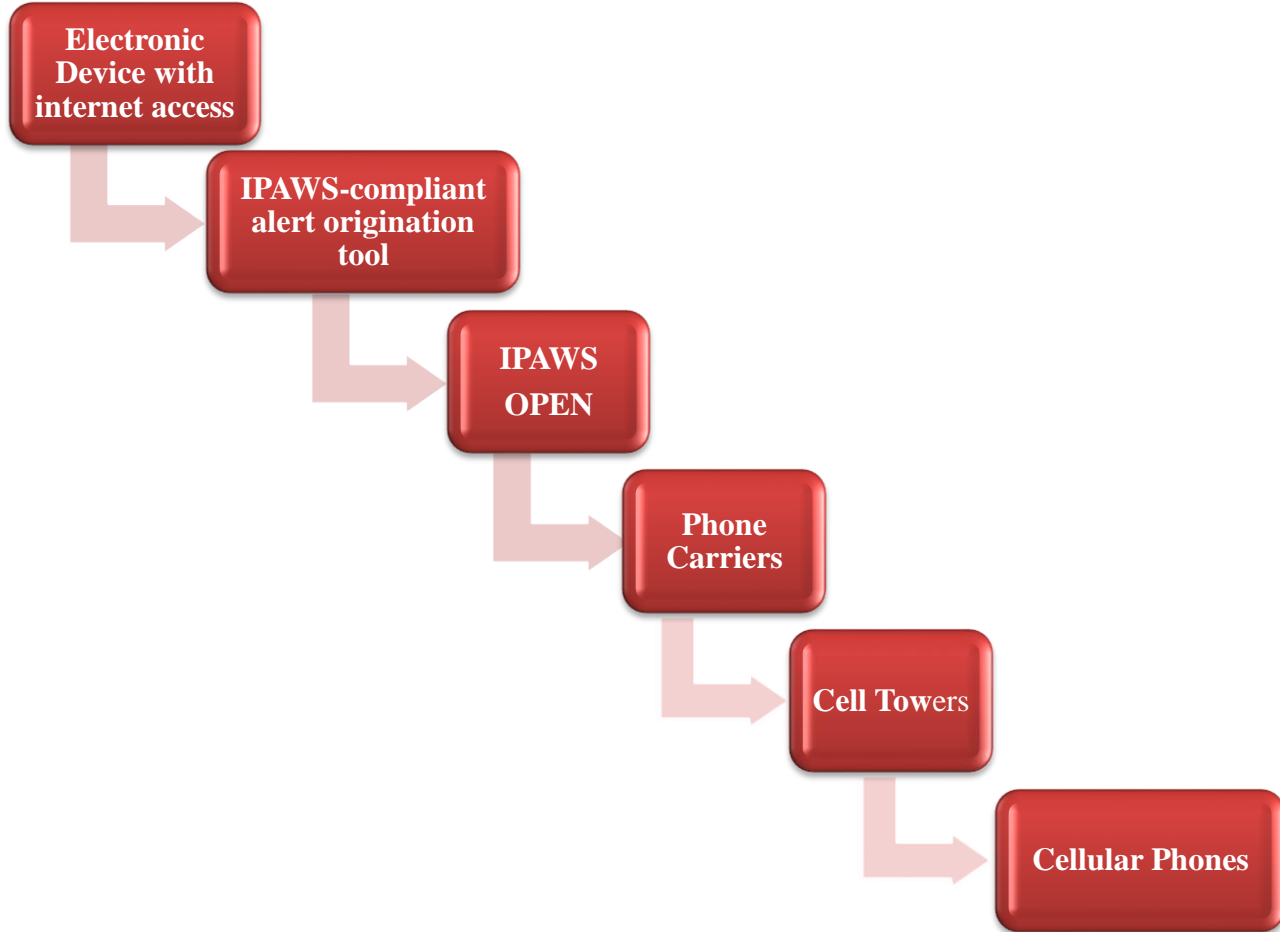 Electronic
Device with
internet access
IPAWS-compliant
alert origination
tool
IPAWS
OPEN
Phone
Carriers
Cell Towers
Cellular Phones